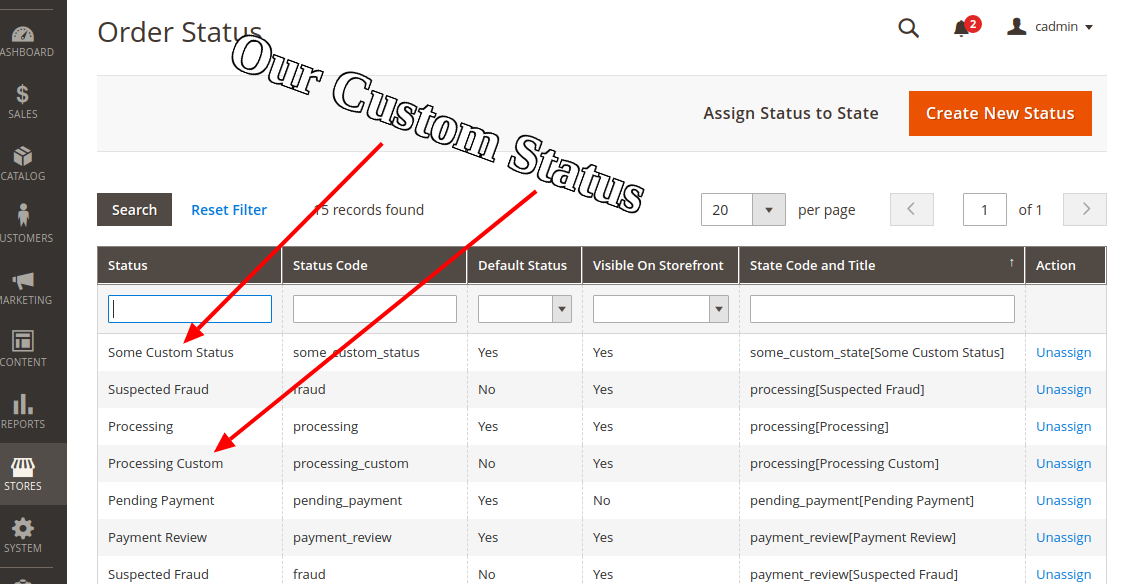 Order Status
2
cadmin
Our Custom Status
Assign Status to State
Create New Status
DASHBOARD
SALES
CATALOG
CUSTOMERS
MARKETING
CONTENT
REPORTS
STORES
SYSTEM
Search Reset Filter 15 records found 20 per page 1 of 1
Status Status Code Default Status Visible On Storefront State Code and Title ↑ Action
Some Custom Status some_custom_status Yes Yes some_custom_state[Some Custom Status] Unassign
Suspected Fraud fraud No Yes processing[Suspected Fraud] Unassign
Processing processing Yes Yes processing[Processing] Unassign
Processing Custom processing_custom No Yes processing[Processing Custom] Unassign
Pending Payment pending_payment Yes No pending_payment[Pending Payment] Unassign
Payment Review payment_review Yes Yes payment_review[Payment Review] Unassign
Suspected Fraud fraud No Yes payment_review[Suspected Fraud] Unassign